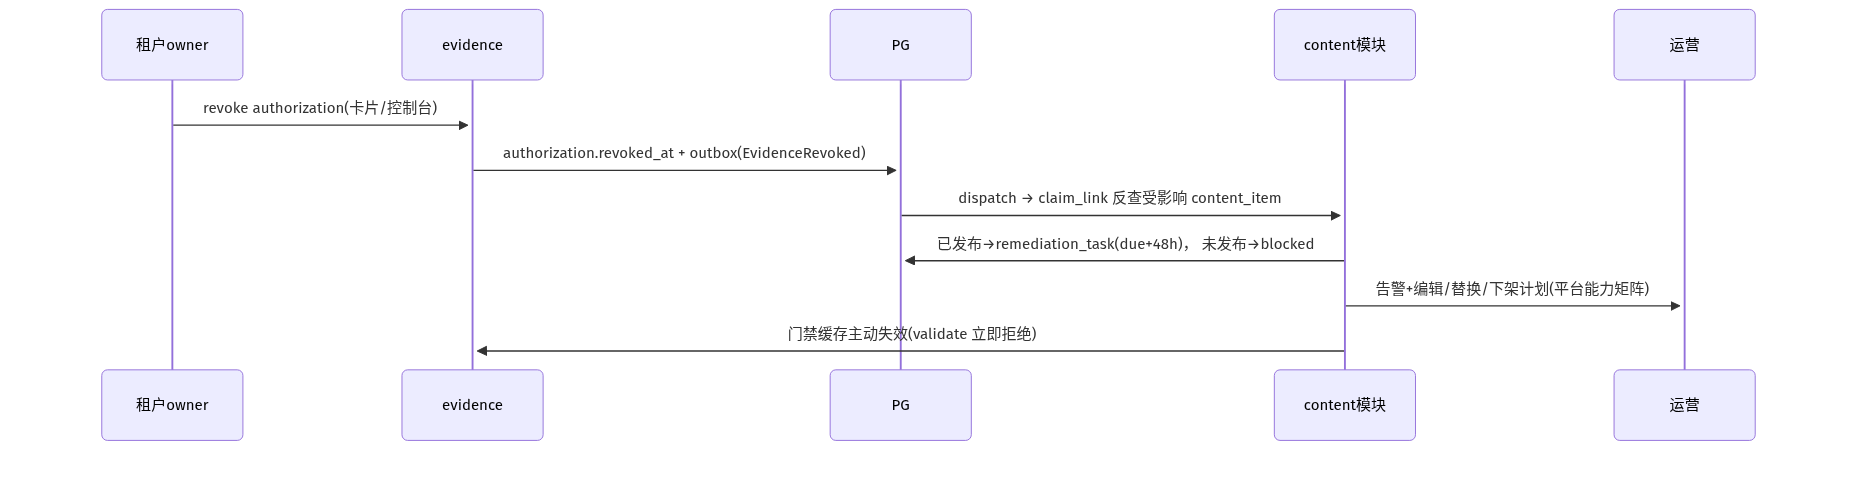 租户owner
evidence
PG
content模块
运营
revoke authorization(卡片/控制台)
authorization.revoked_at + outbox(EvidenceRevoked)
dispatch → claim_link 反查受影响 content_item
已发布→remediation_task(due+48h)， 未发布→blocked
告警+编辑/替换/下架计划(平台能力矩阵)
门禁缓存主动失效(validate 立即拒绝)
租户owner
evidence
PG
content模块
运营